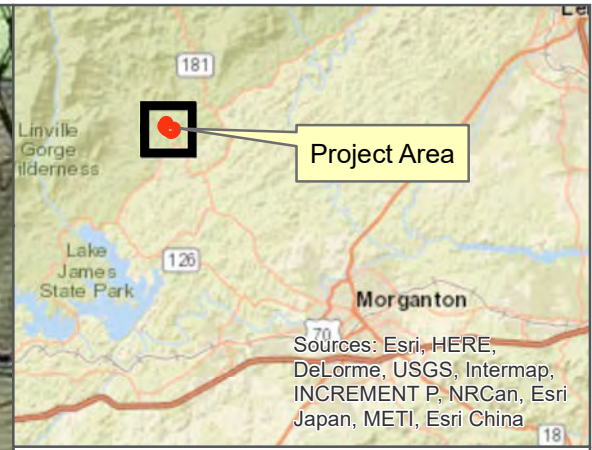 Le
181
Linville
Gorge
ilderness
Project Area
Lake
James
State Park
126
Morganton
70
Sources: Esri, HERE,
DeLorme, USGS, Intermap,
INCREMENT P, NRCan, Esri
Japan, METI, Esri China
18